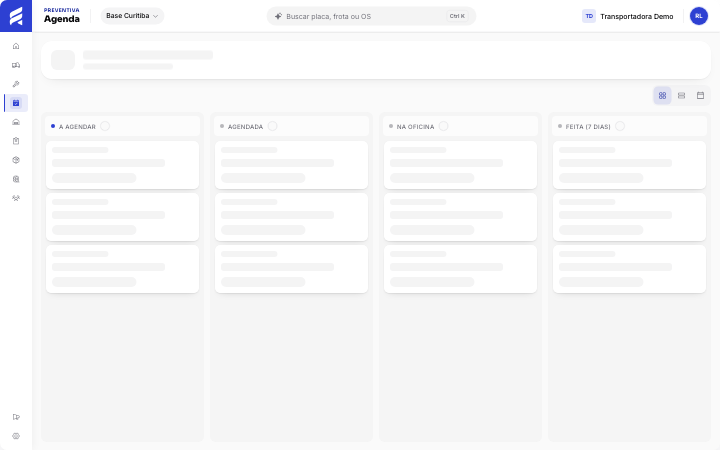 PREVENTIVA
Agenda
Base Curitiba
Buscar placa, frota ou OS
Ctrl K
TD
Transportadora Demo
RL
A AGENDAR
AGENDADA
NA OFICINA
FEITA (7 DIAS)